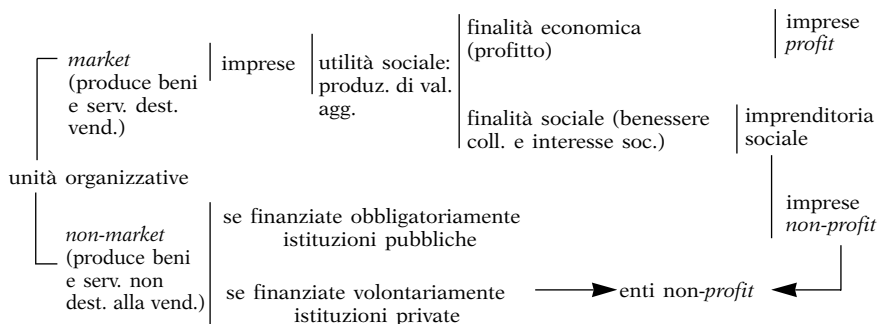 finalità economica
(profitto)
imprese
profit
market
(produce beni
e serv. dest.
vend.)
imprese
utilità sociale:
produz. di val.
agg.
finalità sociale (benessere
coll. e interesse soc.)
imprenditoria
sociale
unità organizzative
imprese
non-profit
non-market
(produce beni
e serv. non
dest. alla vend.)
se finanziate obbligatoriamente
istituzioni pubbliche
se finanziate volontariamente
istituzioni private
enti non-profit